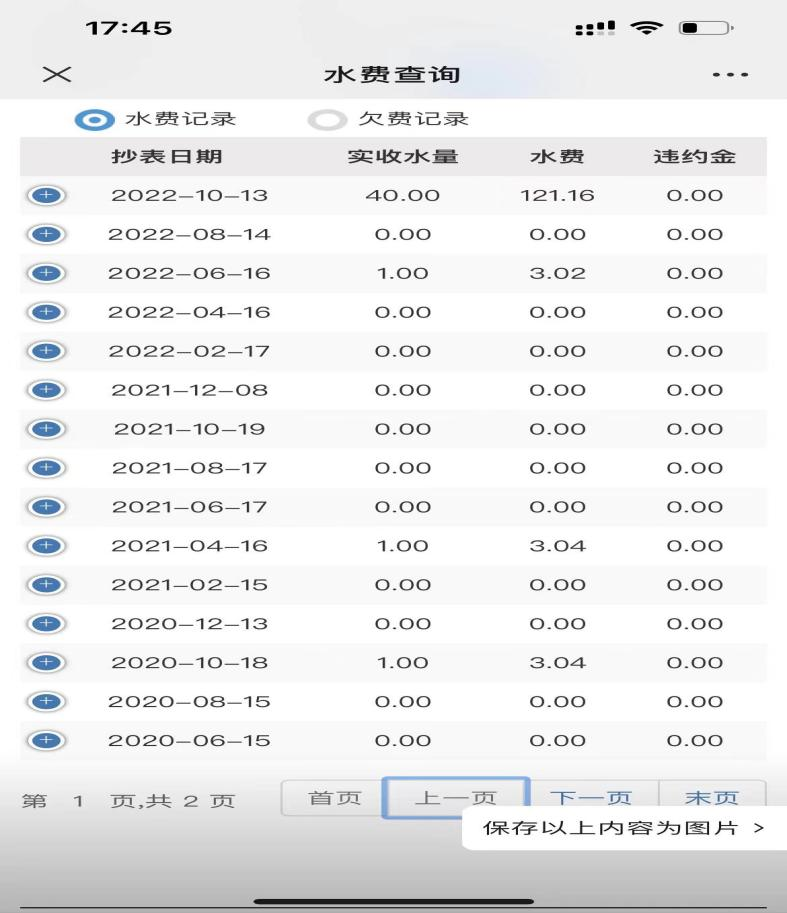 17:45
水费查询
水费记录 欠费记录
抄表日期 实收水量 水费 违约金
2022-10-13 40.00 121.16 0.00
2022-08-14 0.00 0.00 0.00
2022-06-16 1.00 3.02 0.00
2022-04-16 0.00 0.00 0.00
2022-02-17 0.00 0.00 0.00
2021-12-08 0.00 0.00 0.00
2021-10-19 0.00 0.00 0.00
2021-08-17 0.00 0.00 0.00
2021-06-17 0.00 0.00 0.00
2021-04-16 1.00 3.04 0.00
2021-02-15 0.00 0.00 0.00
2020-12-13 0.00 0.00 0.00
2020-10-18 1.00 3.04 0.00
2020-08-15 0.00 0.00 0.00
2020-06-15 0.00 0.00 0.00
第 1 页,共 2 页 首页 上一页 下一页 末页
保存以上内容为图片 >